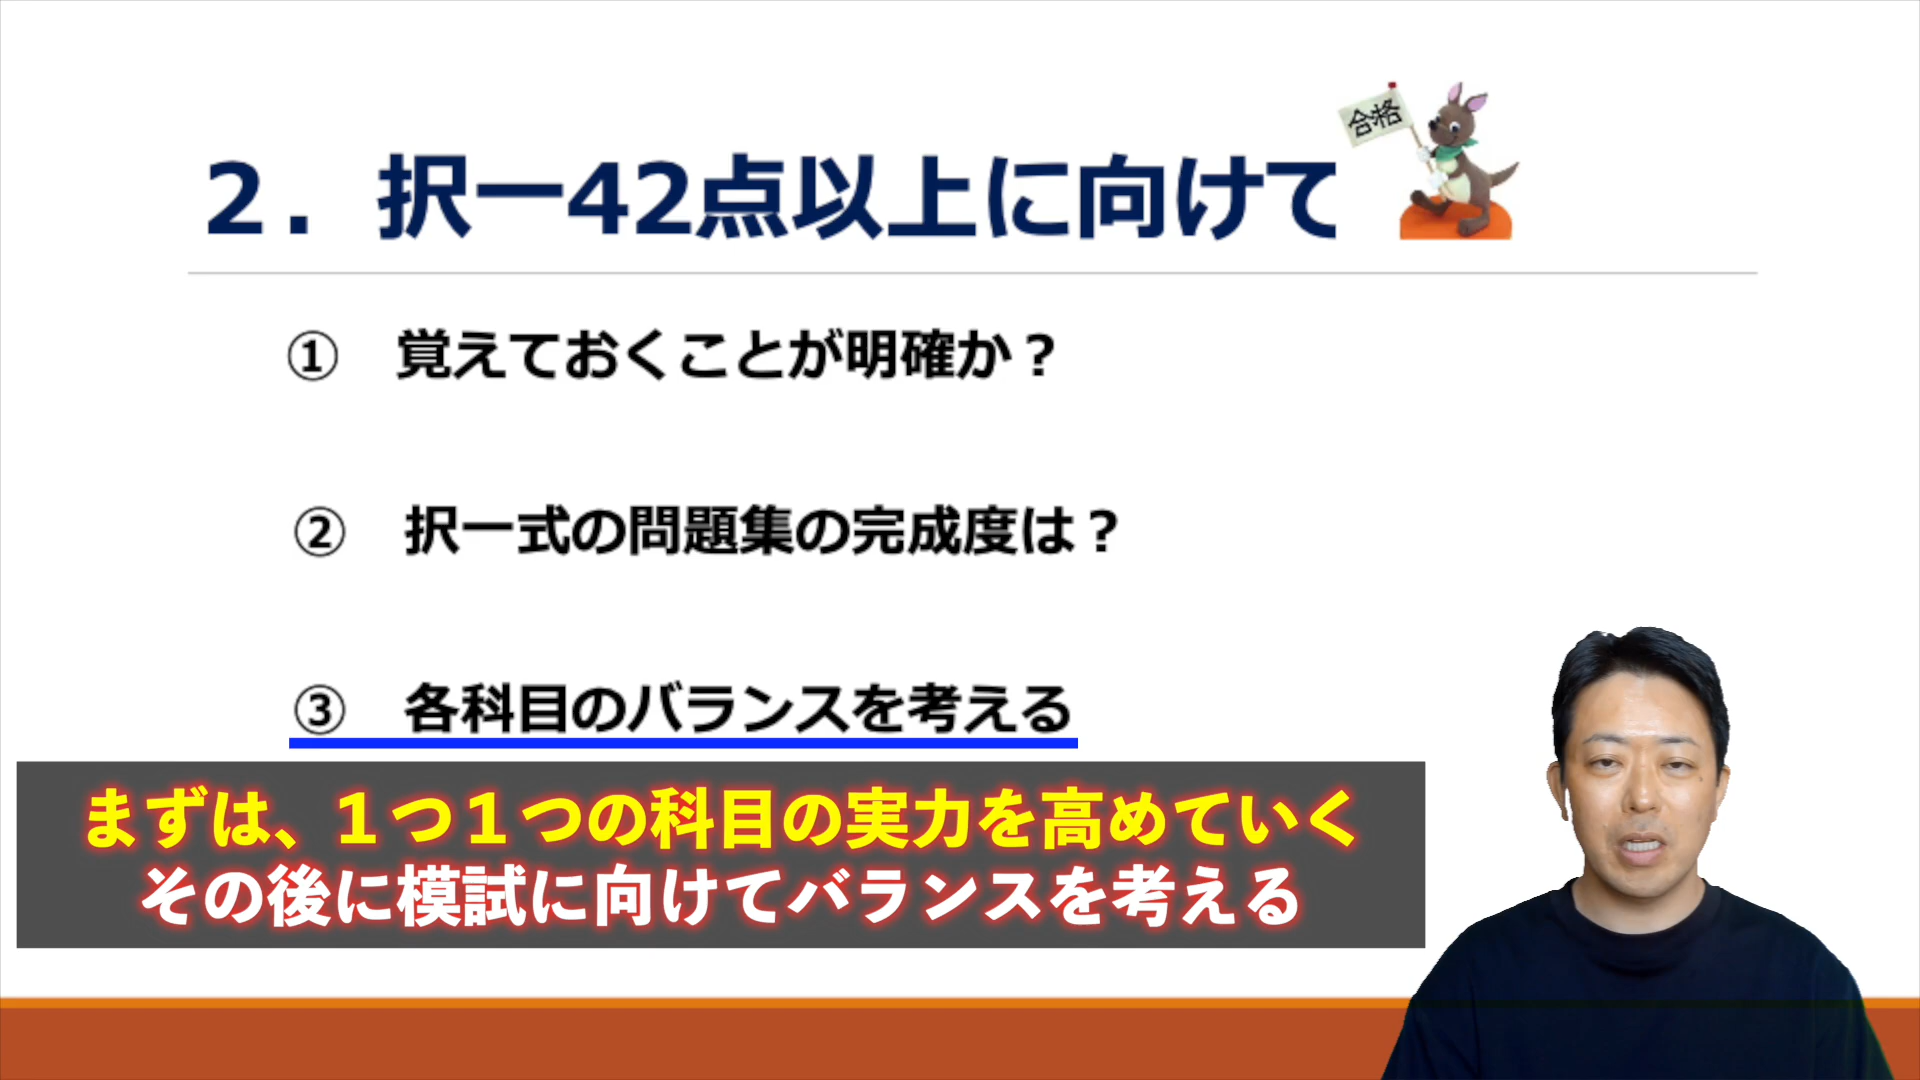 合格
２．択一42点以上に向けて
① 覚えておくことが明確か？
② 択一式の問題集の完成度は？
③ 各科目のバランスを考える
まずは、１つ１つの科目の実力を高めていく
その後に模試に向けてバランスを考える